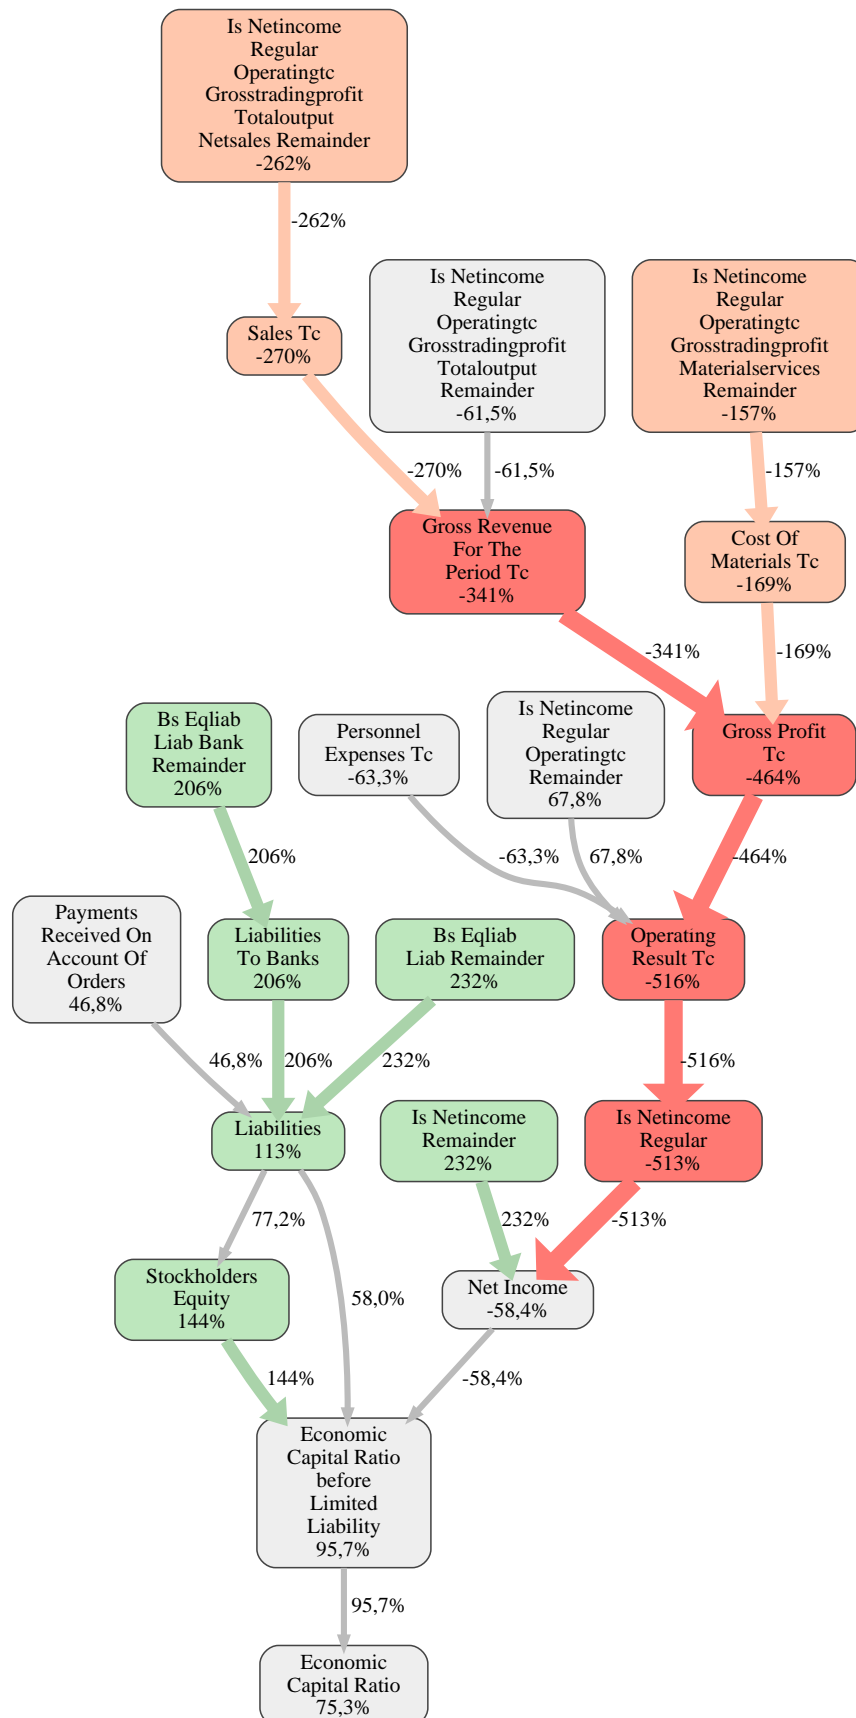 Is Netincome
Regular
Operatingtc
Grosstradingprofit
Totaloutput
Netsales Remainder
-262%
-262%
Sales Tc
-270%
Is Netincome
Regular
Operatingtc
Grosstradingprofit
Totaloutput
Remainder
-61,5%
Is Netincome
Regular
Operatingtc
Grosstradingprofit
Materialservices
Remainder
-157%
-270%
-61,5%
-157%
Gross Revenue
For The
Period Tc
-341%
Cost Of
Materials Tc
-169%
-341%
-169%
Bs Eqliab
Liab Bank
Remainder
206%
Personnel
Expenses Tc
-63,3%
Is Netincome
Regular
Operatingtc
Remainder
67,8%
Gross Profit
Tc
-464%
206%
-63,3%
67,8%
-464%
Payments
Received On
Account Of
Orders
46,8%
Liabilities
To Banks
206%
Bs Eqliab
Liab Remainder
232%
Operating
Result Tc
-516%
46,8%
206%
232%
-516%
Liabilities
113%
Is Netincome
Remainder
232%
Is Netincome
Regular
-513%
77,2%
232%
-513%
Stockholders
Equity
144%
58,0%
Net Income
-58,4%
144%
-58,4%
Economic
Capital Ratio
before
Limited
Liability
95,7%
95,7%
Economic
Capital Ratio
75,3%